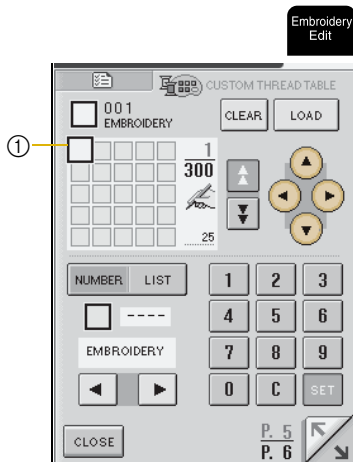 Embroidery
Edit
CUSTOM THREAD TABLE
001
EMBROIDERY
CLEAR
LOAD
①
1
300
25
NUMBER
LIST
1
2
3
----
4
5
6
EMBROIDERY
7
8
9
0
C
SET
CLOSE
P. 5
P. 6